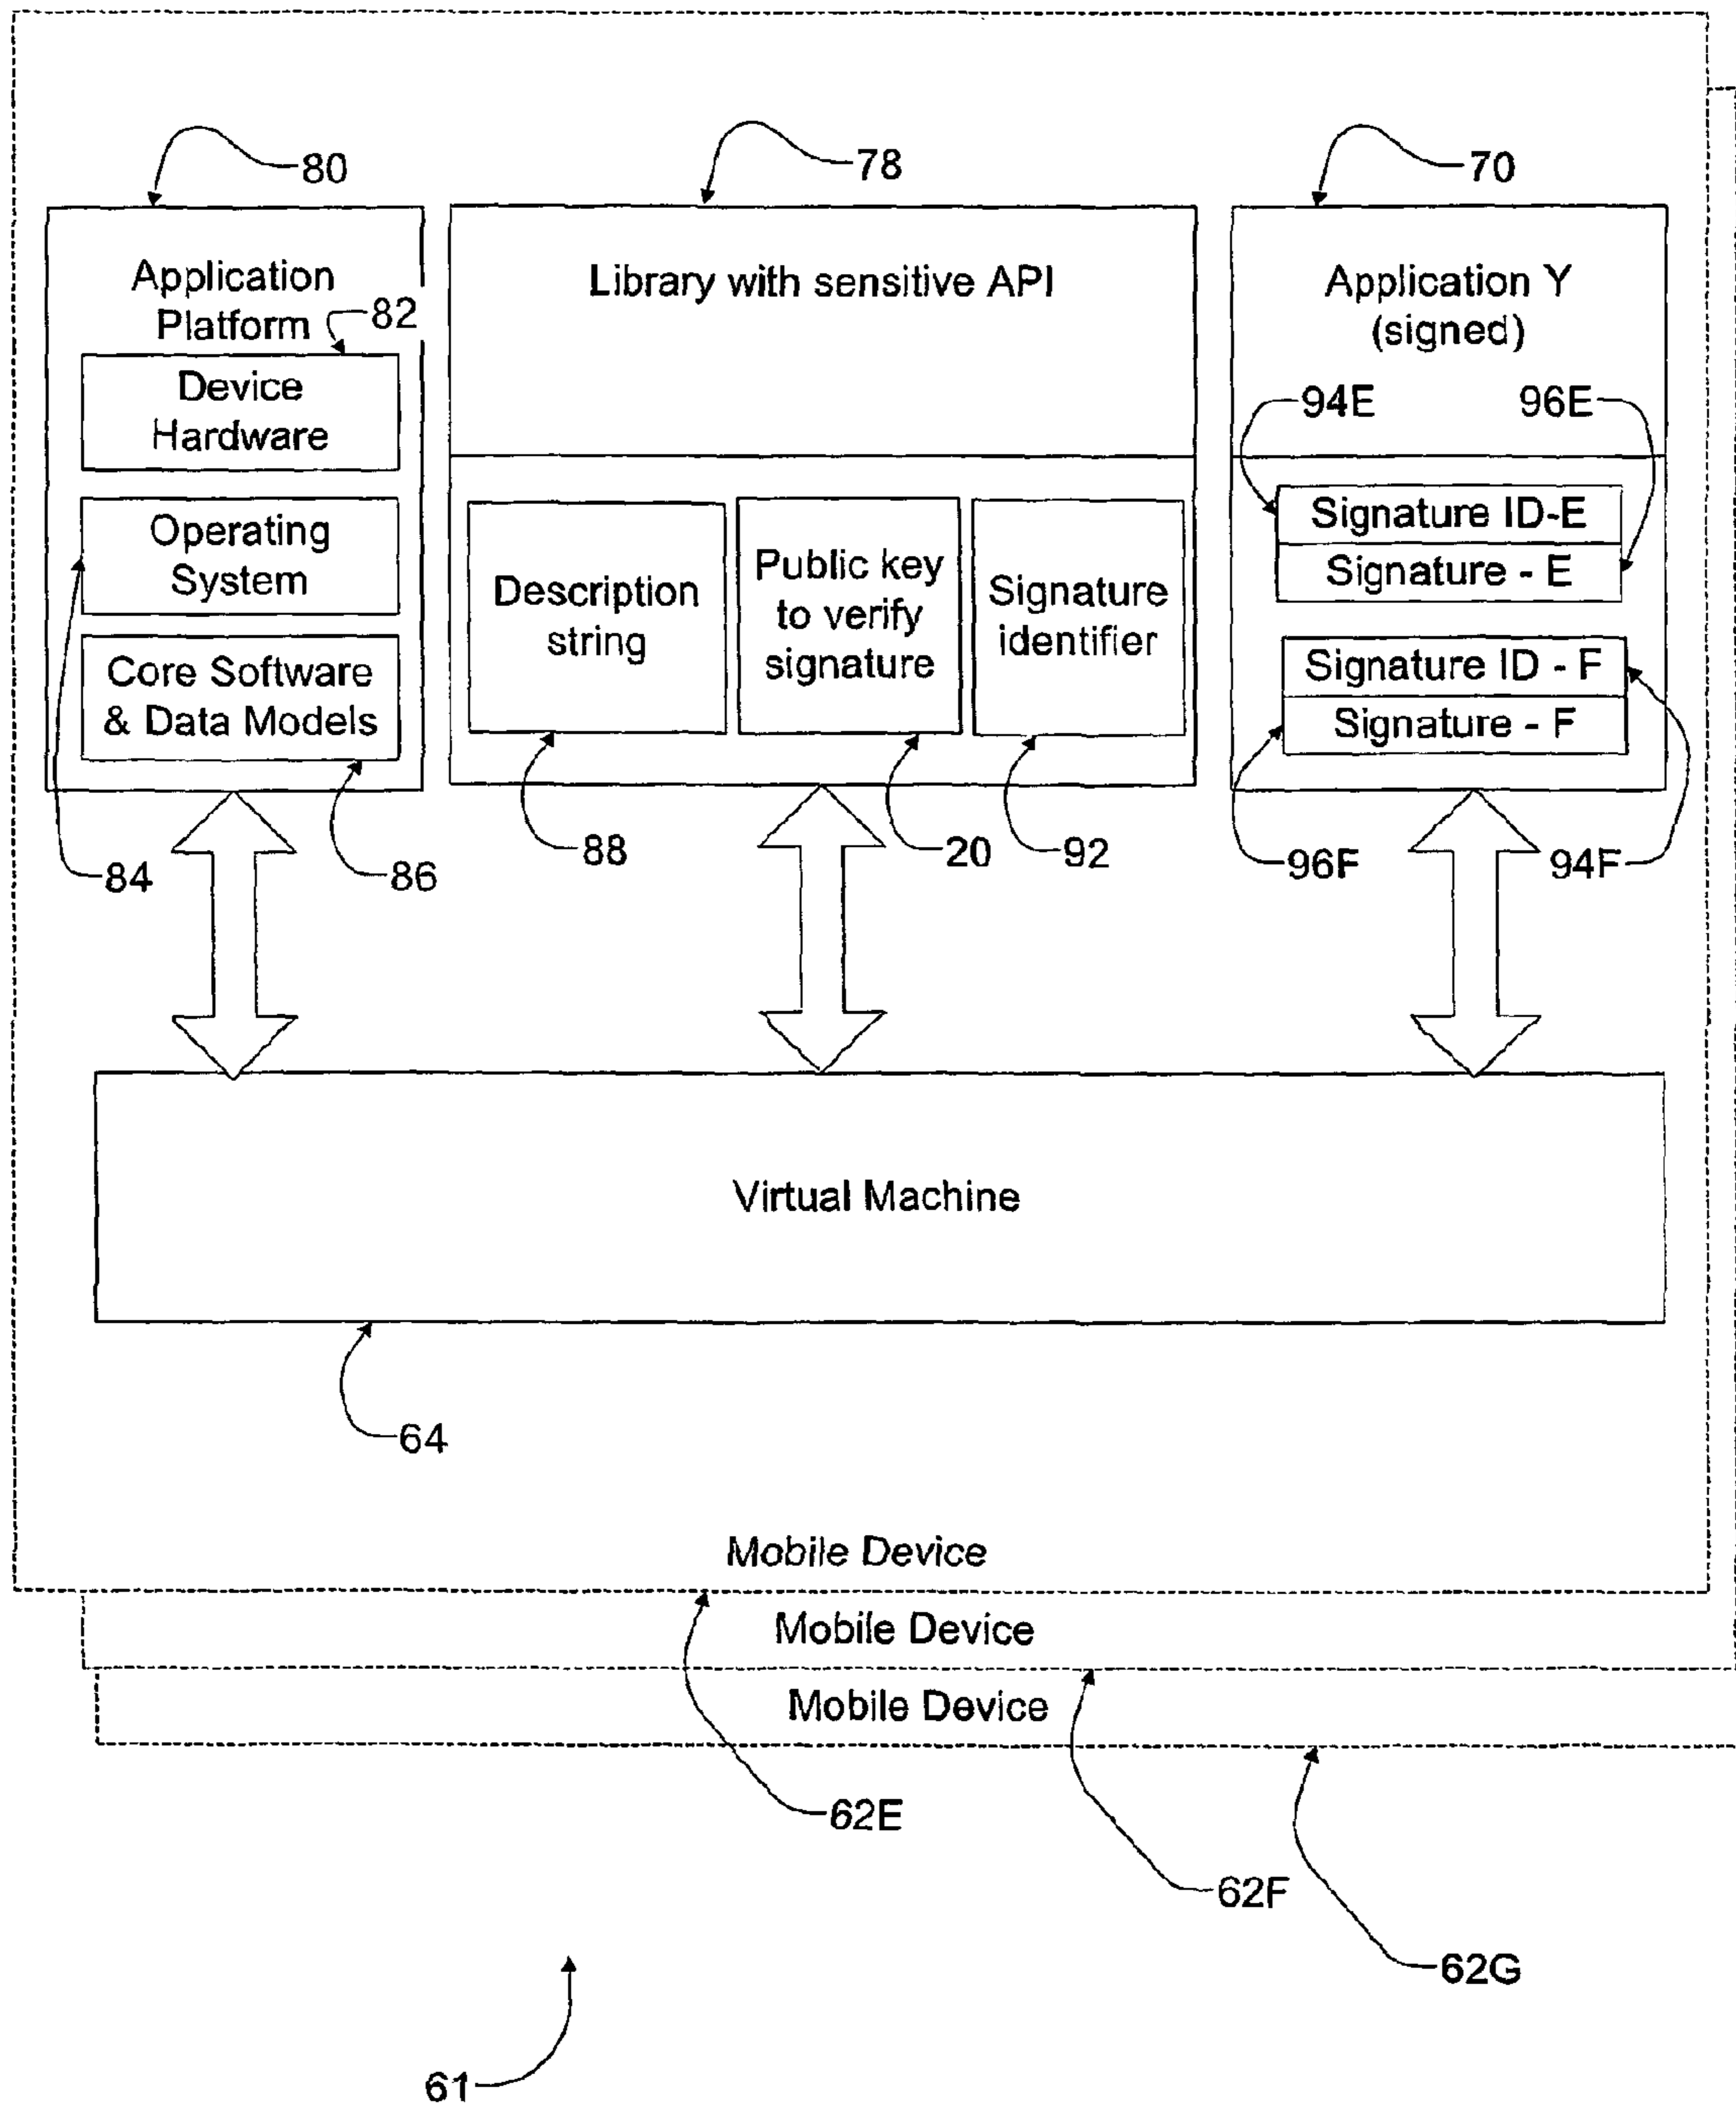 80
78
70
Application
Platform
82
Device
Hardware
Operating
System
Core Software
& Data Models
84
86
Library with sensitive API
Description
string
Public key
to verify
signature
Signature
identifier
88
20
92
Application Y
(signed)
94E
96E
Signature ID-E
Signature - E
Signature ID - F
Signature - F
96F
94F
Virtual Machine
64
Mobile Device
Mobile Device
Mobile Device
62E
62F
62G
61